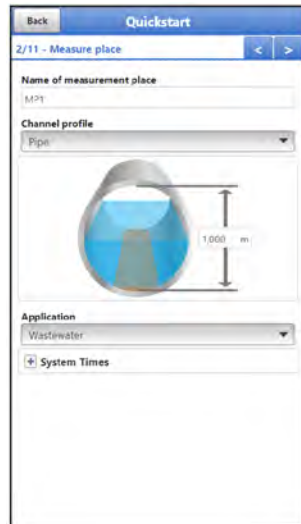 Back
Quickstart
2/11 - Measure place
< >
Name of measurement place
MP1
Channel profile
Pipe
1,000 m
Application
Wastewater
+ System Times